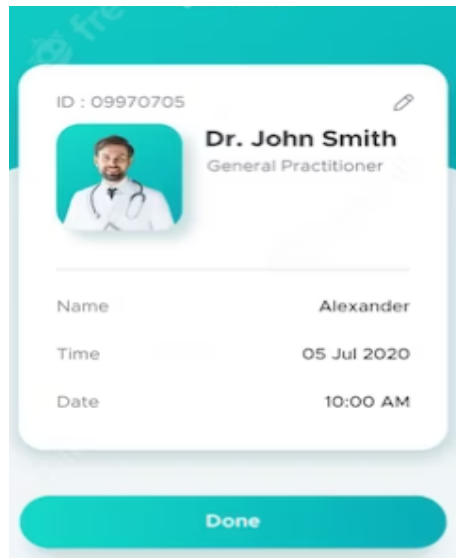 ID : 09970705
Dr. John Smith
General Practitioner
Name Alexander
Time 05 Jul 2020
Date 10:00 AM
Done